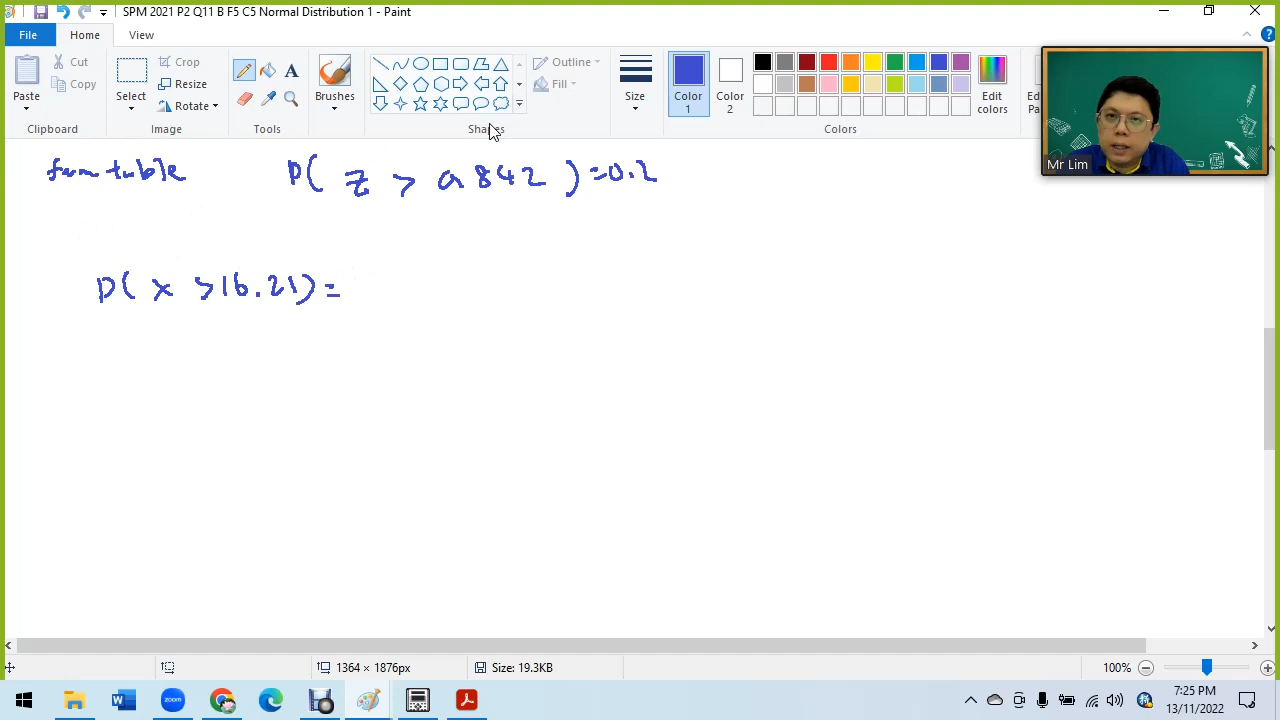 SPM 2021 P2 Q11 B F5 C5 Normal Distribution 1 - Paint
File Home View
Paste Cut Copy
Clipboard
Select Crop Resize Rotate
Image
Tools
Brushes
Shapes
Outline Fill
Size
Color 1
Color 2
Edit colors
Colors
Mr Lim
from table P( z > 0.842 ) = 0.2
P( x > 16.21) =
1364 × 1876px
Size: 19.3KB
100%
W zoom
7:25 PM
13/11/2022